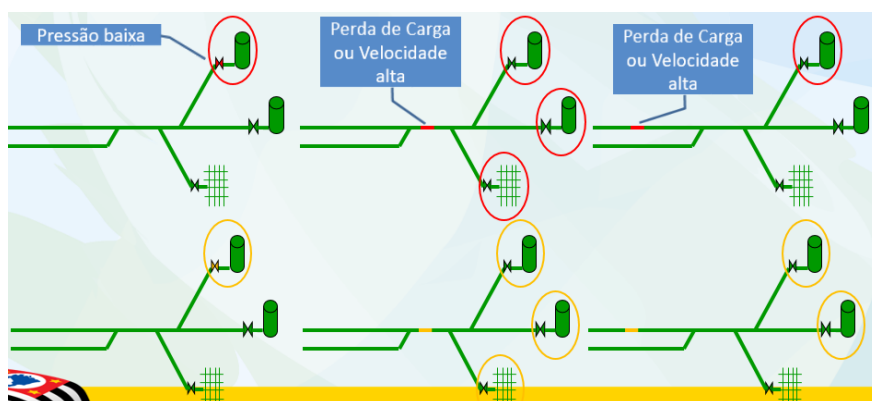 Pressão baixa
Perda de Carga
ou Velocidade
alta
Perda de Carga
ou Velocidade
alta